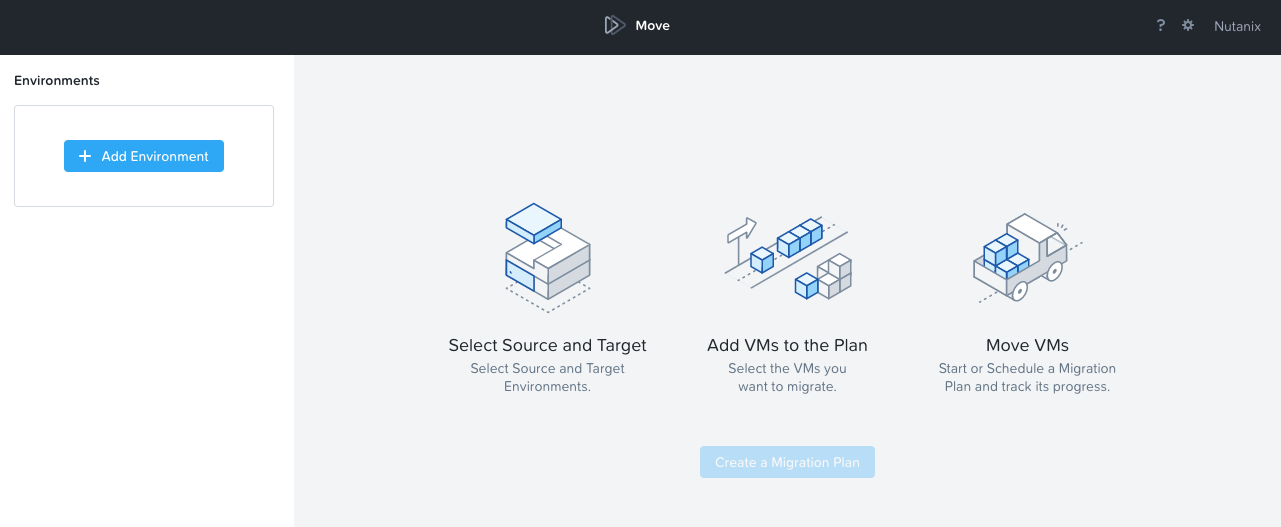 Move
?
Nutanix
Environments
+ Add Environment
Select Source and Target
Select Source and Target
Environments.
Add VMs to the Plan
Select the VMs you
want to migrate.
Move VMs
Start or Schedule a Migration
Plan and track its progress.
Create a Migration Plan